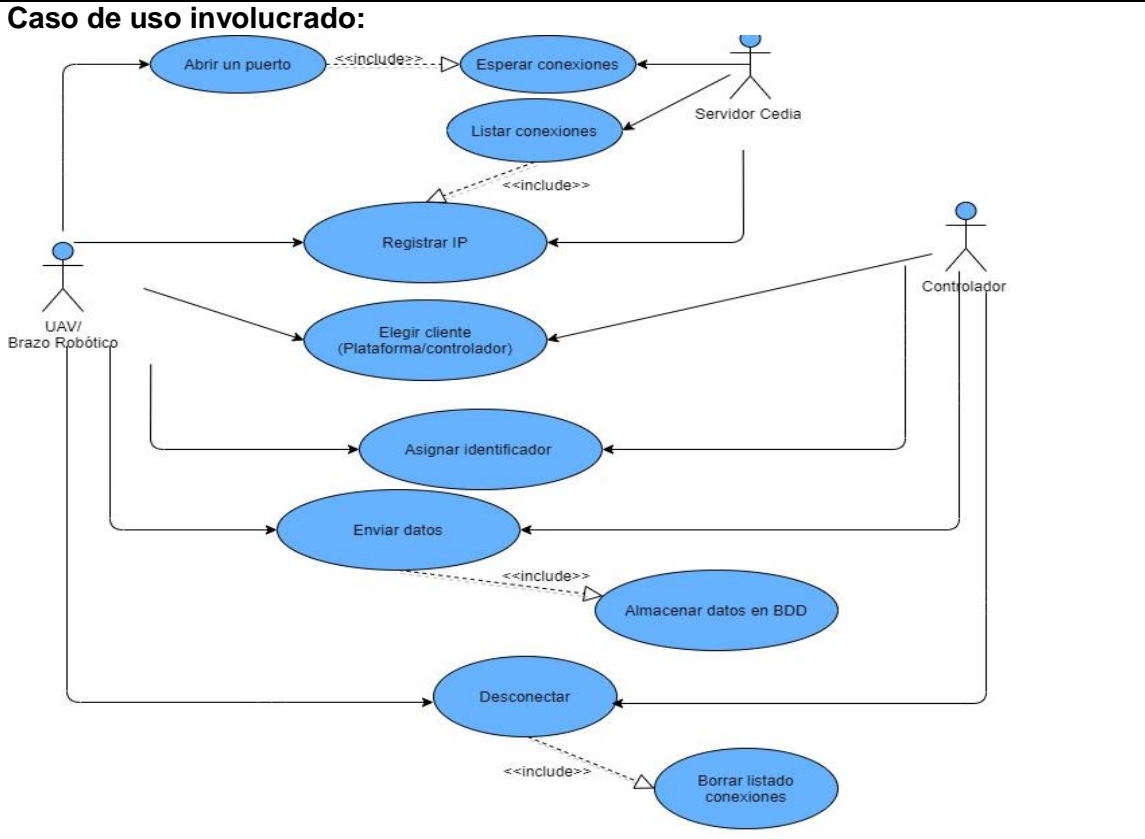 Caso de uso involucrado:
Abrir un puerto
<<include>>
Esperar conexiones
Servidor Cedia
Listar conexiones
<<include>>
Registrar IP
Controlador
UAV/
Brazo Robótico
Elegir cliente
(Plataforma/controlador)
Asignar identificador
Enviar datos
<<include>>
Almacenar datos en BDD
Desconectar
<<include>>
Borrar listado
conexiones